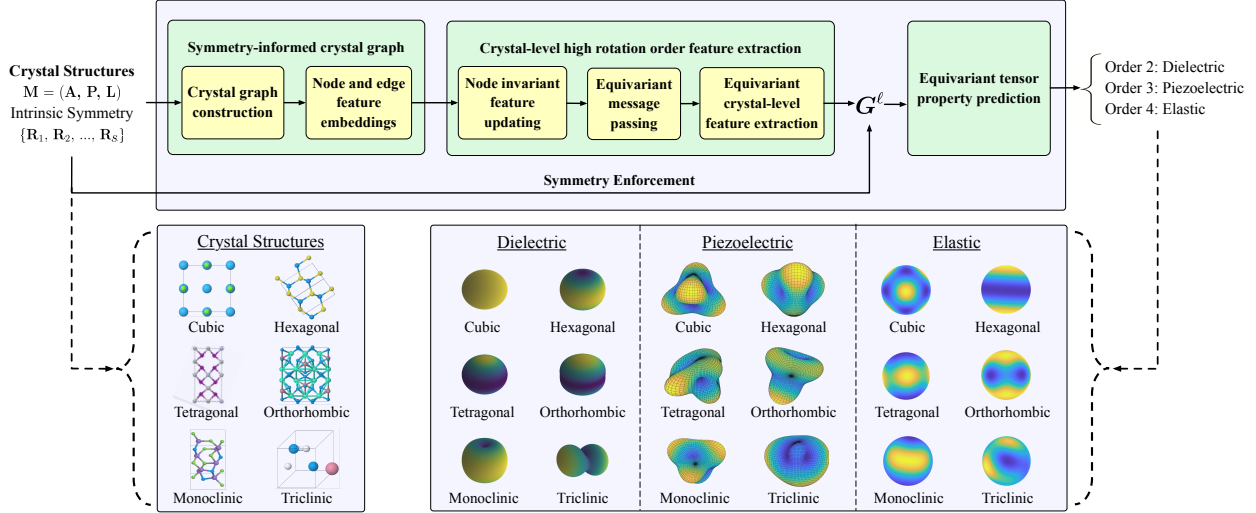 Crystal Structures
M = (A, P, L)
Intrinsic Symmetry
{R₁, R₂, ..., R_S}
Symmetry-informed crystal graph
Crystal graph
construction
Node and edge
feature
embeddings
Crystal-level high rotation order feature extraction
Node invariant
feature
updating
Equivariant
message
passing
Equivariant
crystal-level
feature extraction
G^ℓ
Equivariant tensor
property prediction
Order 2: Dielectric
Order 3: Piezoelectric
Order 4: Elastic
Symmetry Enforcement
Crystal Structures
Cubic
Hexagonal
Tetragonal
Orthorhombic
Monoclinic
Triclinic
Dielectric
Cubic
Hexagonal
Tetragonal
Orthorhombic
Monoclinic
Triclinic
Piezoelectric
Cubic
Hexagonal
Tetragonal
Orthorhombic
Monoclinic
Triclinic
Elastic
Cubic
Hexagonal
Tetragonal
Orthorhombic
Monoclinic
Triclinic